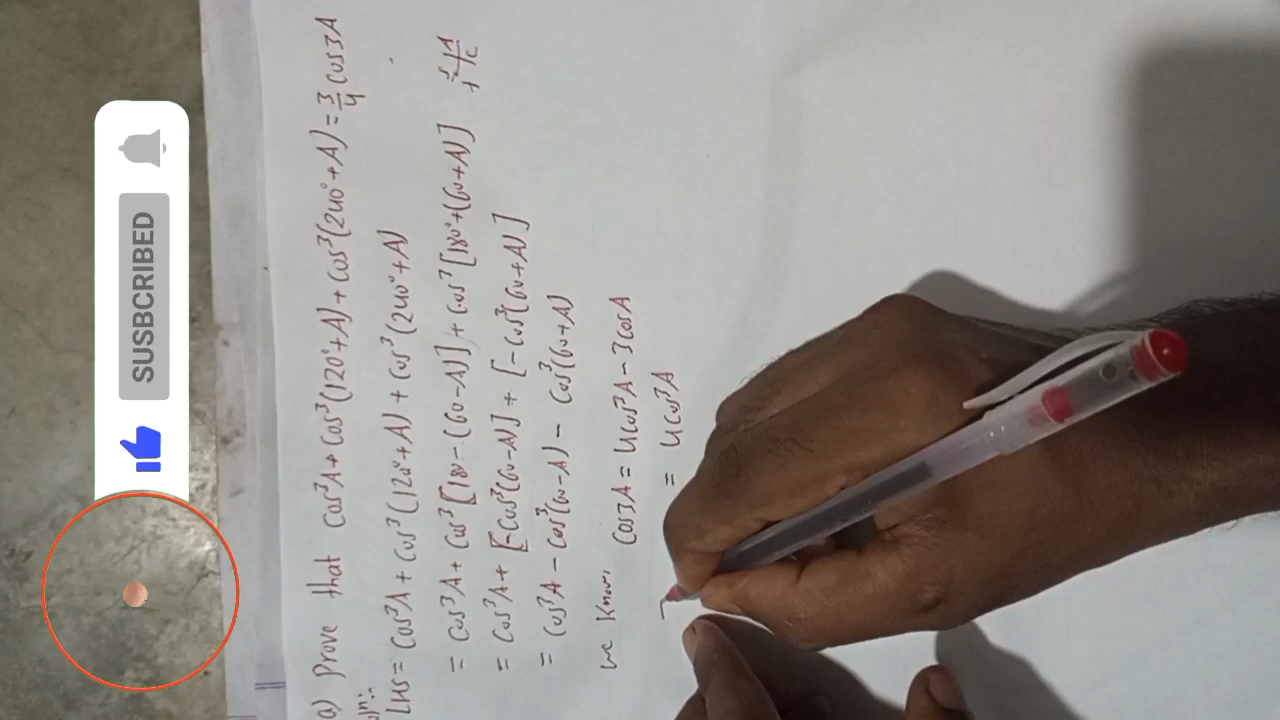 a) Prove that Cos³A + Cos³(120°+A) + Cos³(240°+A) = 3/4 Cos3A
Sol)n:-
LHS = Cos³A + Cos³(120°+A) + Cos³(240°+A)
= Cos³A + Cos³[180-(60-A)] + Cos³[180°+(60+A)]
= Cos³A + [-Cos³(60-A)] + [-Cos³(60+A)]
= Cos³A - Cos³(60-A) - Cos³(60+A)
we Know,
Cos3A = 4Cos³A - 3CosA
= 4Cos³A
S A
T C
SUSBCRIBED